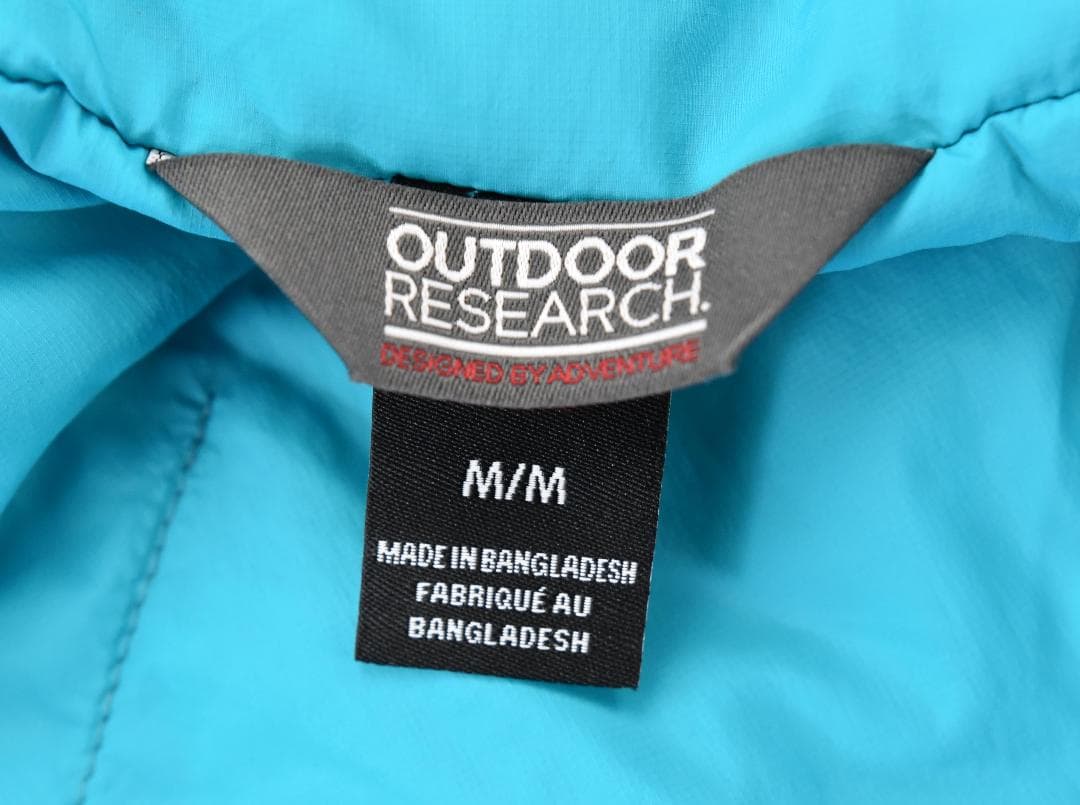 OUTDOOR
RESEARCH.
DESIGNED BY ADVENTURE
M/M
MADE IN BANGLADESH
FABRIQUÉ AU
BANGLADESH